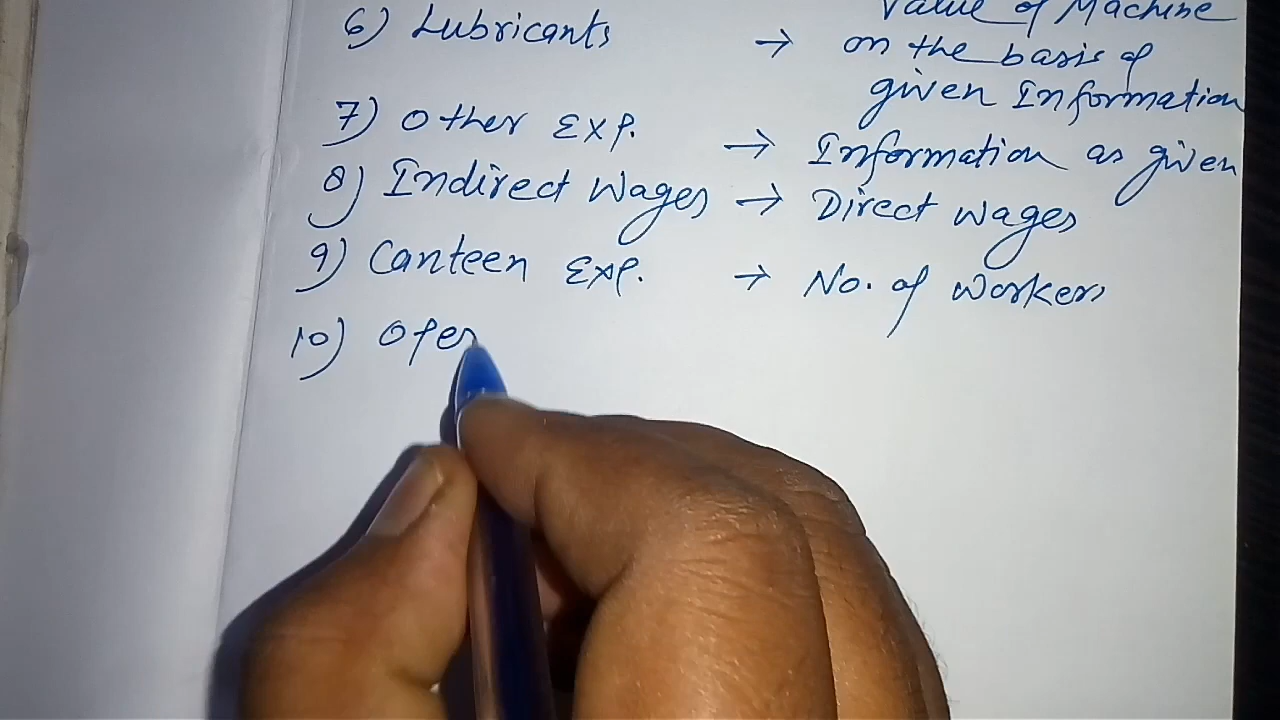 Value of Machine
6) Lubricants → on the basis of
given Information
7) Other Exp. → Information as given
8) Indirect Wages → Direct wages
9) Canteen Exp. → No. of workers
10) Oper